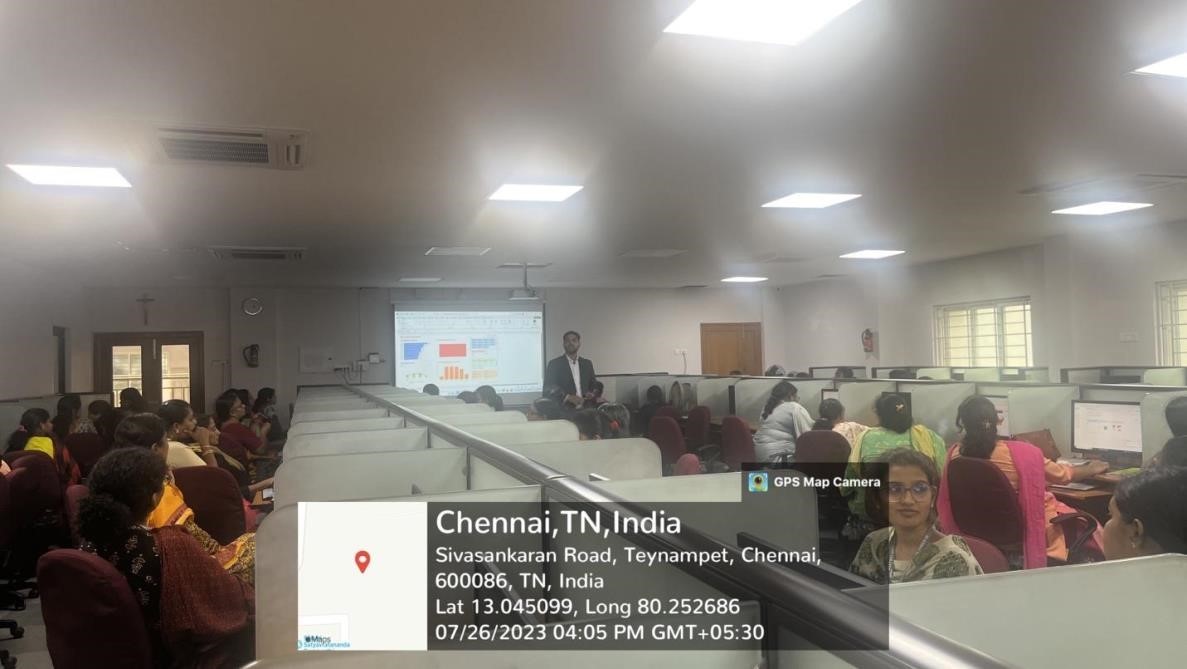 GPS Map Camera
Chennai,TN,India
Sivasankaran Road, Teynampet, Chennai,
600086, TN, India
Lat 13.045099, Long 80.252686
07/26/2023 04:05 PM GMT+05:30
Maps